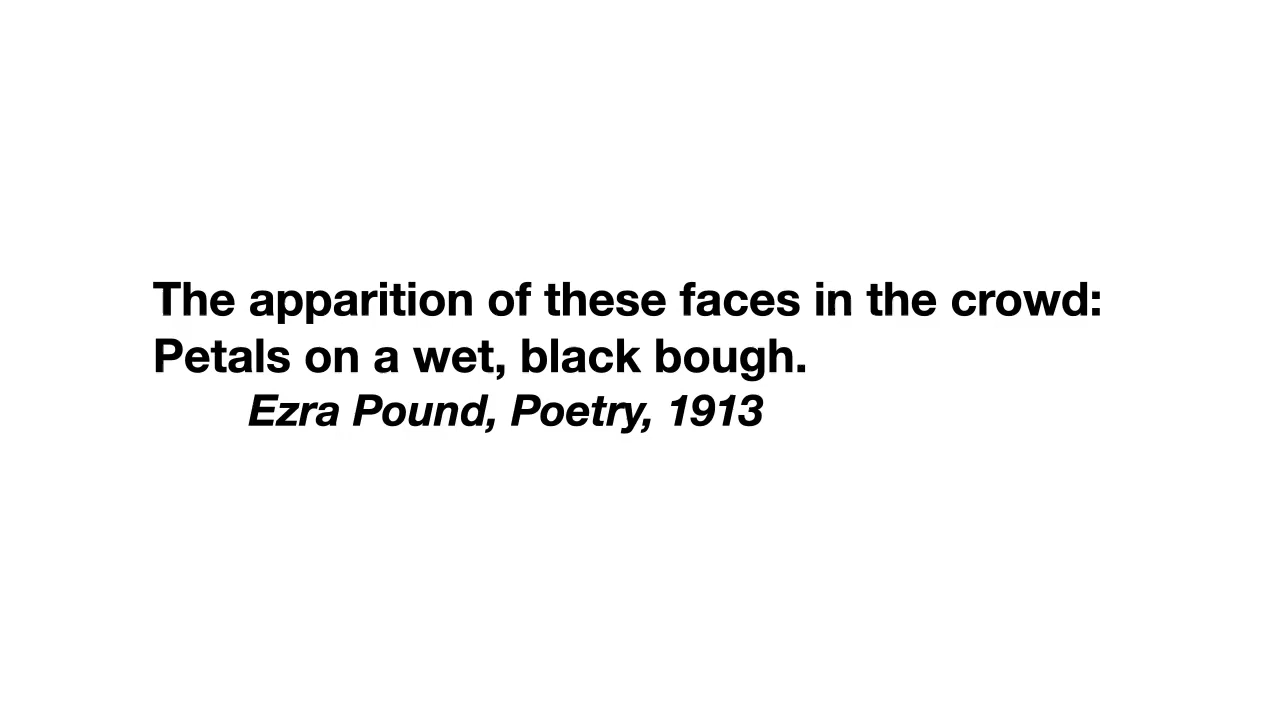 The apparition of these faces in the crowd:
Petals on a wet, black bough.
Ezra Pound, Poetry, 1913